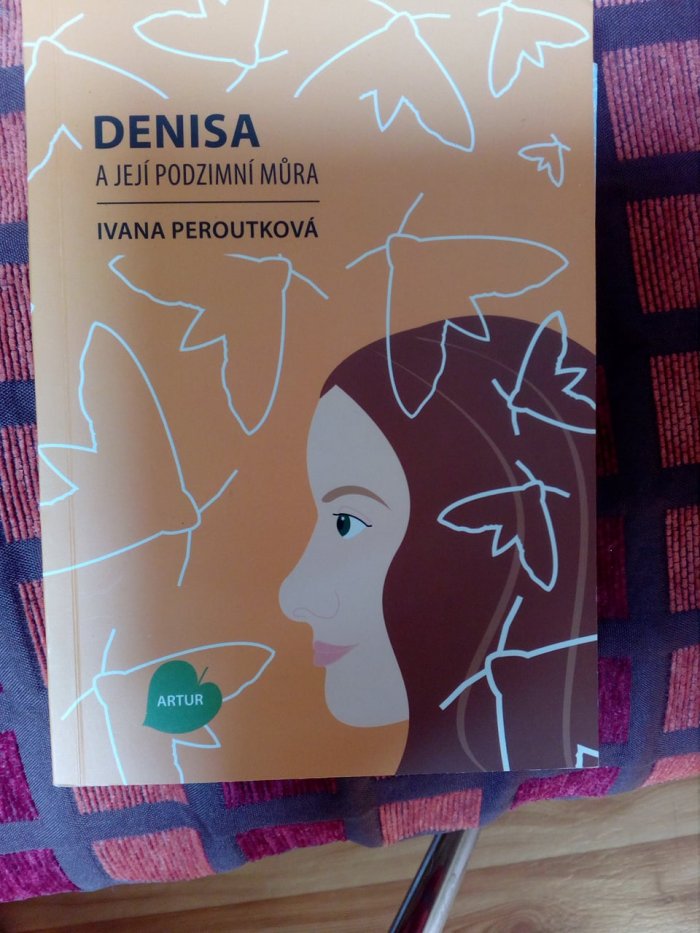 DENISA
A JEJÍ PODZIMNÍ MŮRA
IVANA PEROUTKOVÁ
ARTUR